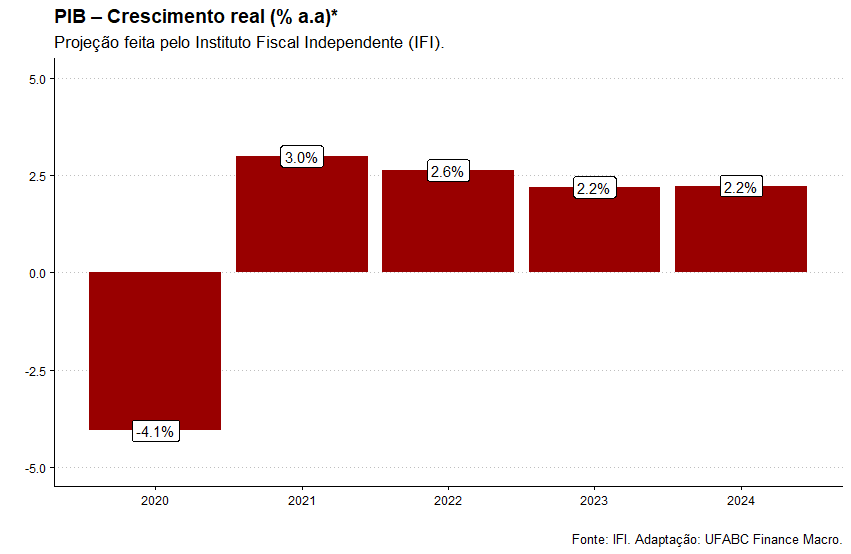 PIB – Crescimento real (% a.a)*
Projeção feita pelo Instituto Fiscal Independente (IFI).
5.0
2.5
0.0
-2.5
-5.0
-4.1%
3.0%
2.6%
2.2%
2.2%
2020 2021 2022 2023 2024
Fonte: IFI. Adaptação: UFABC Finance Macro.